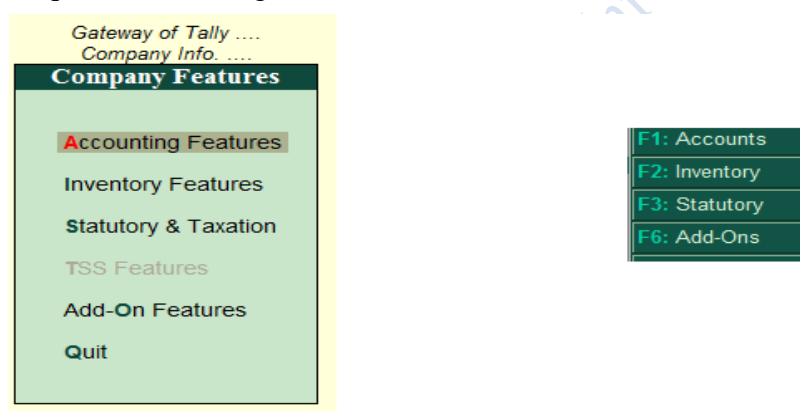 Gateway of Tally ....
Company Info. ....
Company Features
Accounting Features
Inventory Features
Statutory & Taxation
TSS Features
Add-On Features
Quit
F1: Accounts
F2: Inventory
F3: Statutory
F6: Add-Ons